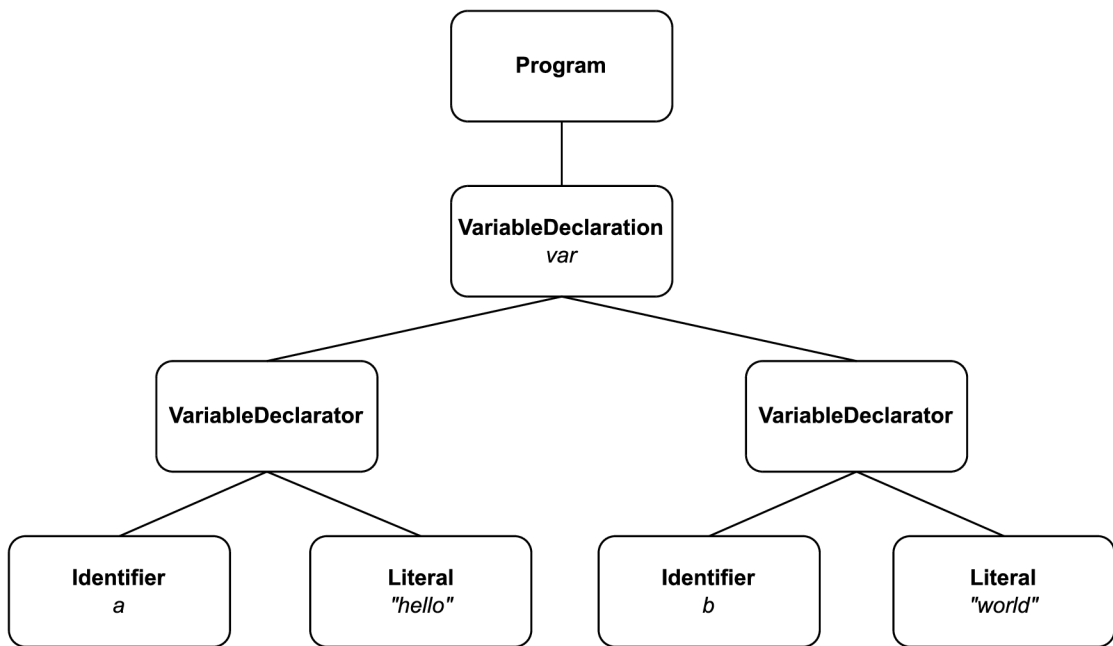 Program
VariableDeclaration
var
VariableDeclarator
VariableDeclarator
Identifier
a
Literal
"hello"
Identifier
b
Literal
"world"